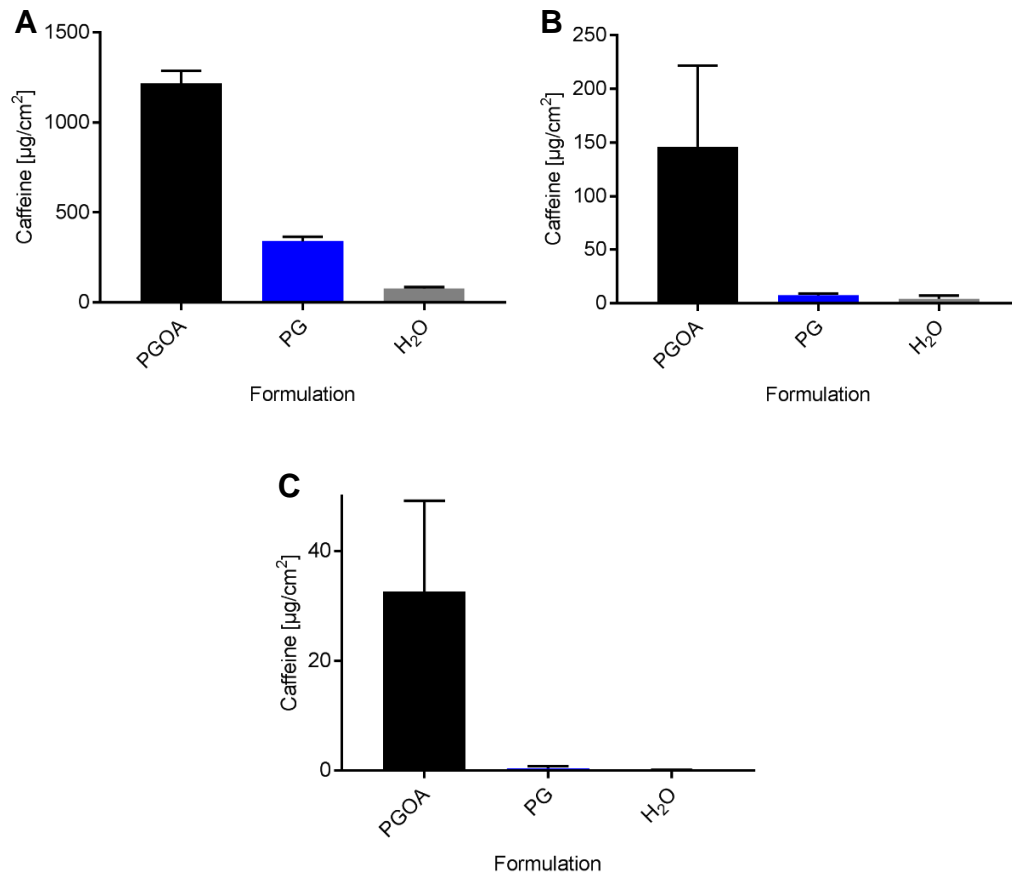 A
1500
1000
500
0
Caffeine [µg/cm²]
PGOA
PG
H₂O
Formulation
B
250
200
150
100
50
0
Caffeine [µg/cm²]
PGOA
PG
H₂O
Formulation
C
40
20
0
Caffeine [µg/cm²]
PGOA
PG
H₂O
Formulation